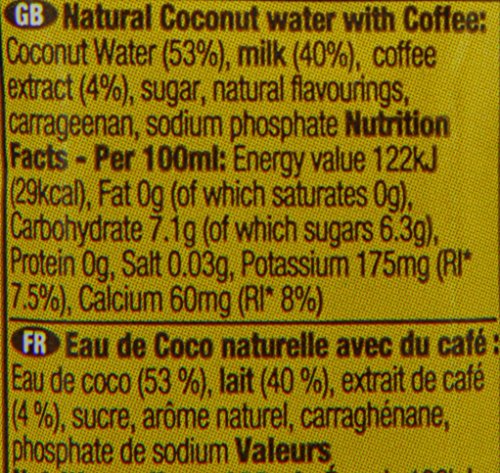 GB Natural Coconut water with Coffee:
Coconut Water (53%), milk (40%), coffee
extract (4%), sugar, natural flavourings,
carrageenan, sodium phosphate Nutrition
Facts - Per 100ml: Energy value 122kJ
(29kcal), Fat 0g (of which saturates 0g),
Carbohydrate 7.1g (of which sugars 6.3g),
Protein 0g, Salt 0.03g, Potassium 175mg (RI*
7.5%), Calcium 60mg (RI* 8%)
FR Eau de Coco naturelle avec du café :
Eau de coco (53 %), lait (40 %), extrait de café
(4 %), sucre, arôme naturel, carraghénane,
phosphate de sodium Valeurs